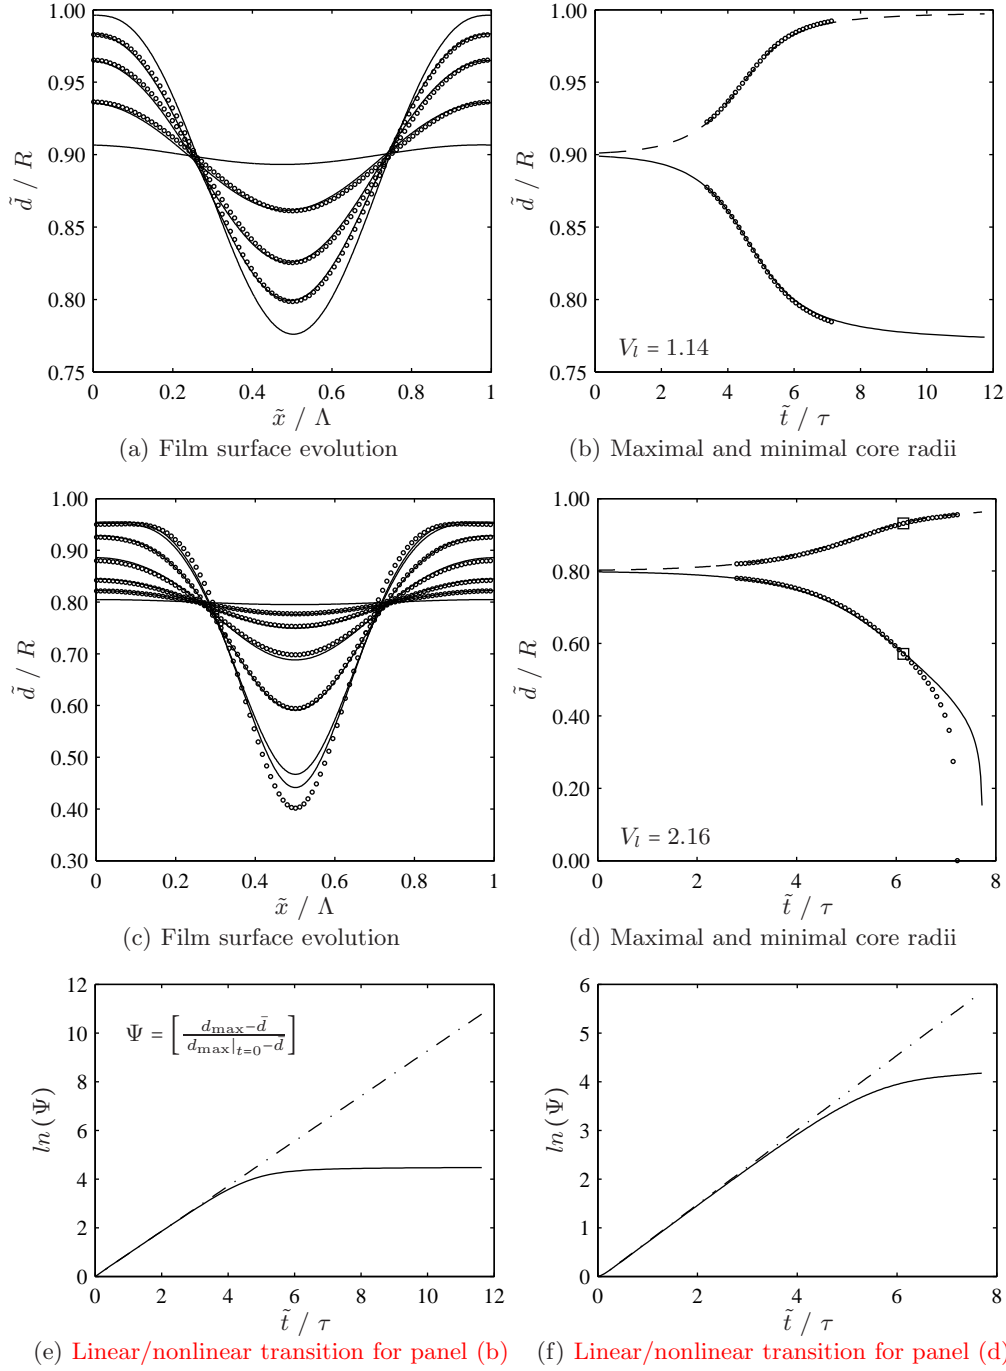 1.00
0.95
0.90
0.85
0.80
0.75
d̃ / R
0 0.2 0.4 0.6 0.8 1
x̃ / Λ
(a) Film surface evolution
1.00
0.95
0.90
0.85
0.80
0.75
d̃ / R
V_l = 1.14
0 2 4 6 8 10 12
t̃ / τ
(b) Maximal and minimal core radii
1.00
0.90
0.80
0.70
0.60
0.50
0.40
0.30
d̃ / R
0 0.2 0.4 0.6 0.8 1
x̃ / Λ
(c) Film surface evolution
1.00
0.80
0.60
0.40
0.20
0.00
d̃ / R
V_l = 2.16
0 2 4 6 8
t̃ / τ
(d) Maximal and minimal core radii
12
10
8
6
4
2
0
ln (Ψ)
Ψ = [ (d_max − d̄) / (d_max|_{t=0} − d̄) ]
0 2 4 6 8 10 12
t̃ / τ
(e) Linear/nonlinear transition for panel (b)
6
5
4
3
2
1
0
ln (Ψ)
0 2 4 6 8
t̃ / τ
(f) Linear/nonlinear transition for panel (d)